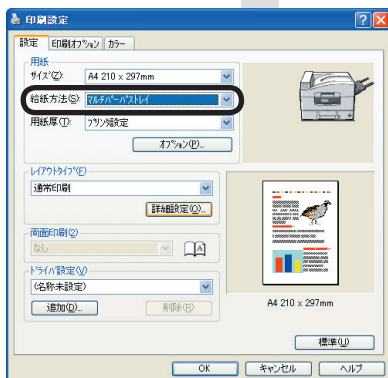 印刷設定
設定 印刷ｵﾌﾟｼｮﾝ ｶﾗｰ
用紙
ｻｲｽﾞ(Z): A4 210 x 297mm
給紙方法(S): ﾏﾙﾁﾊﾟｰﾊﾟｽﾄﾚｲ
用紙厚(T): ﾌﾟﾘﾝﾀ設定
ｵﾌﾟｼｮﾝ(P)...
ﾚｲｱｳﾄﾀｲﾌﾟ(F)
通常印刷
詳細設定(O)...
両面印刷(2)
なし
A
ﾄﾞﾗｲﾊﾞ設定(V)
(名称未設定)
追加(D)...
削除(R)
A4 210 x 297mm
標準(U)
OK ｷｬﾝｾﾙ ﾍﾙﾌﾟ